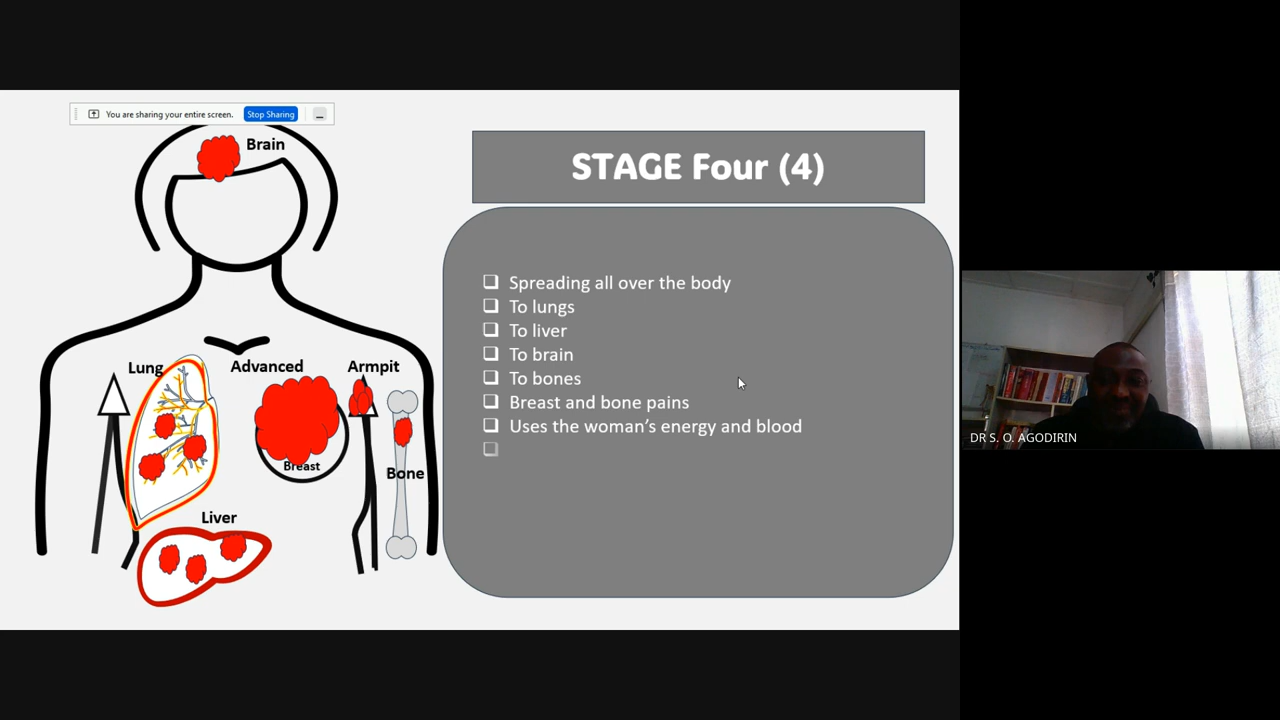 You are sharing your entire screen.
Stop Sharing
Brain
STAGE Four (4)
Spreading all over the body
To lungs
To liver
To brain
To bones
Breast and bone pains
Uses the woman’s energy and blood
Lung
Advanced
Armpit
Breast
Bone
Liver
DR S. O. AGODIRIN